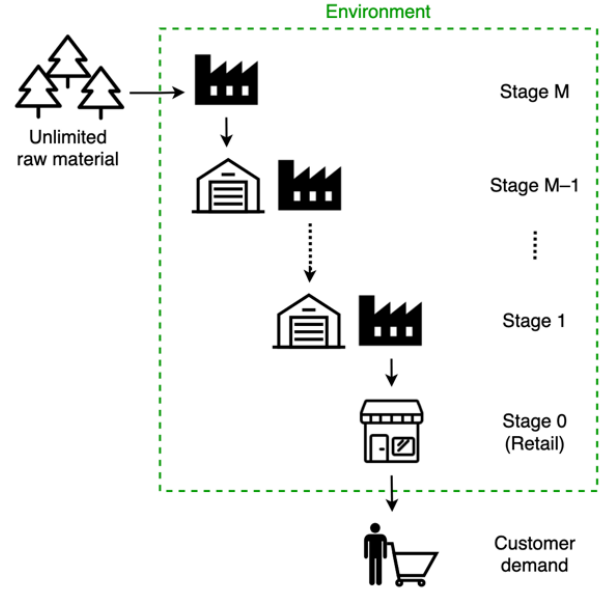 Environment
Unlimited
raw material
Stage M
Stage M–1
Stage 1
Stage 0
(Retail)
Customer
demand